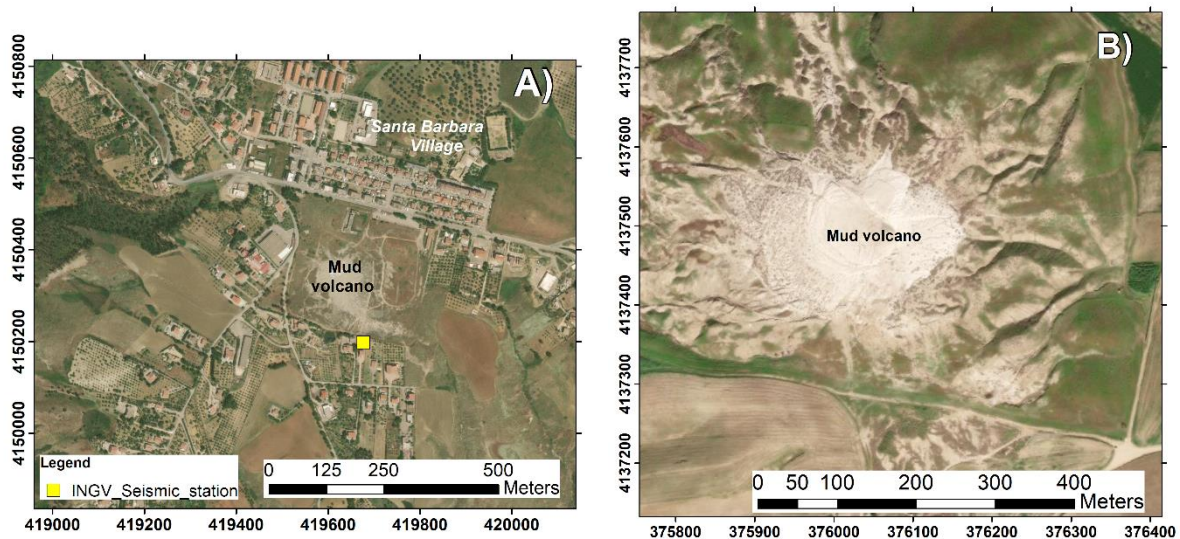 A)
Santa Barbara
Village
Mud
volcano
4150800
4150600
4150400
4150200
4150000
Legend
INGV_Seismic_station
0 125 250 500
Meters
419000 419200 419400 419600 419800 420000
B)
Mud volcano
4137700
4137600
4137500
4137400
4137300
4137200
0 50 100 200 300 400
Meters
375800 375900 376000 376100 376200 376300 376400